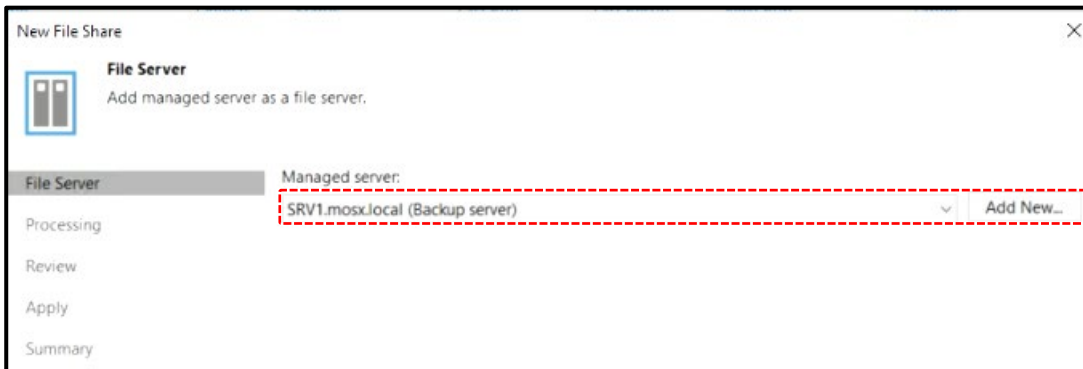 New File Share
File Server
Add managed server as a file server.
File Server
Managed server:
SRV1.mosx.local (Backup server)
Add New...
Processing
Review
Apply
Summary